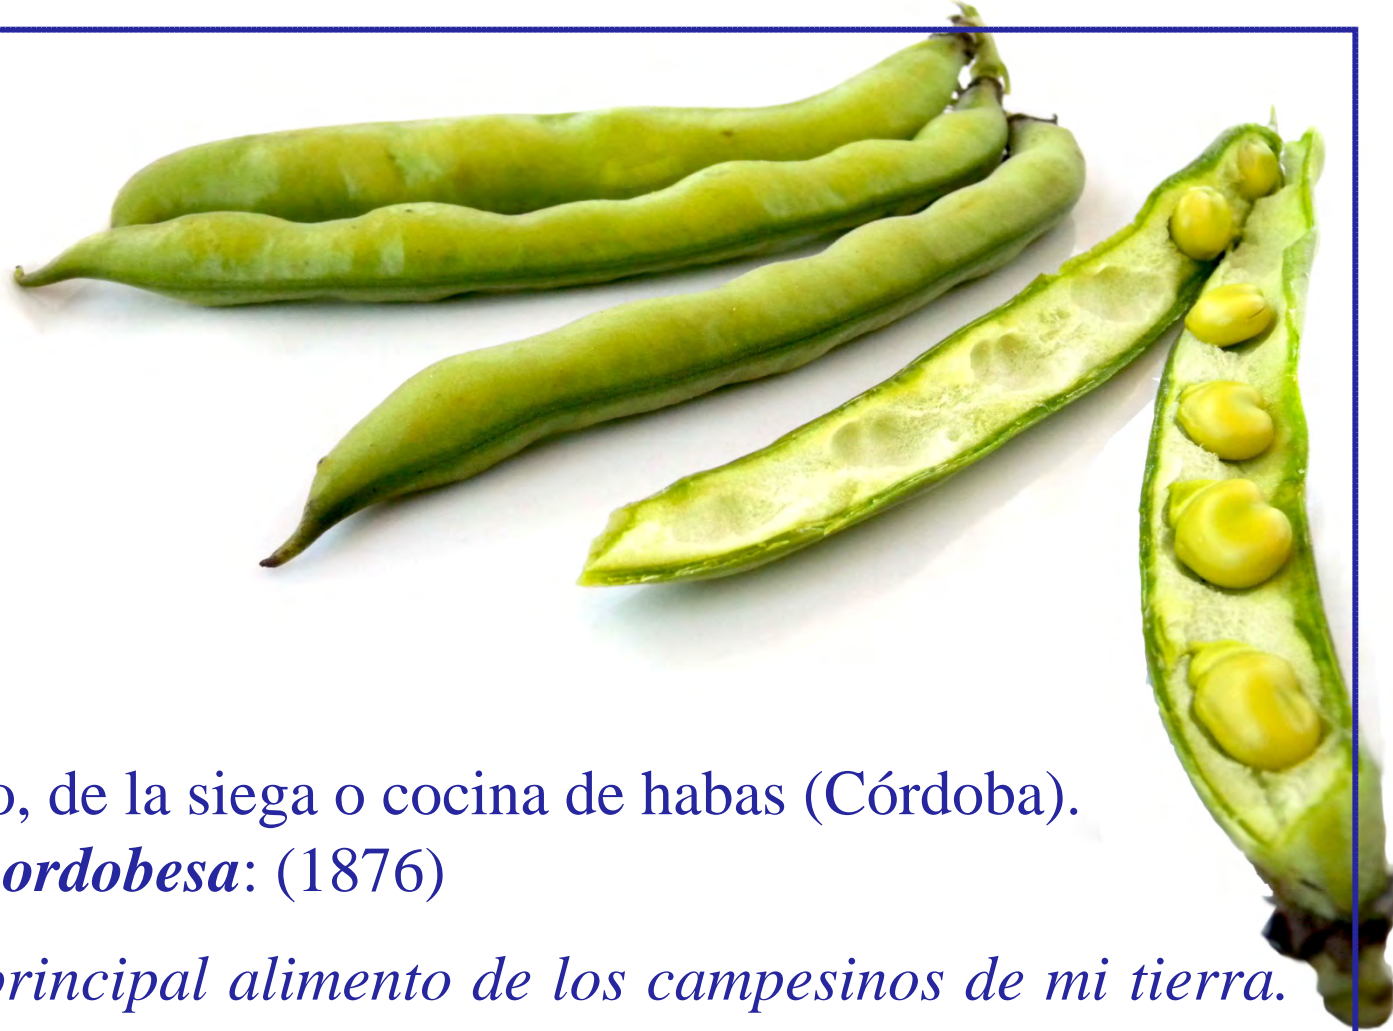 o, de la siega o cocina de habas (Córdoba).
ordobesa: (1876)
principal alimento de los campesinos de mi tierra.